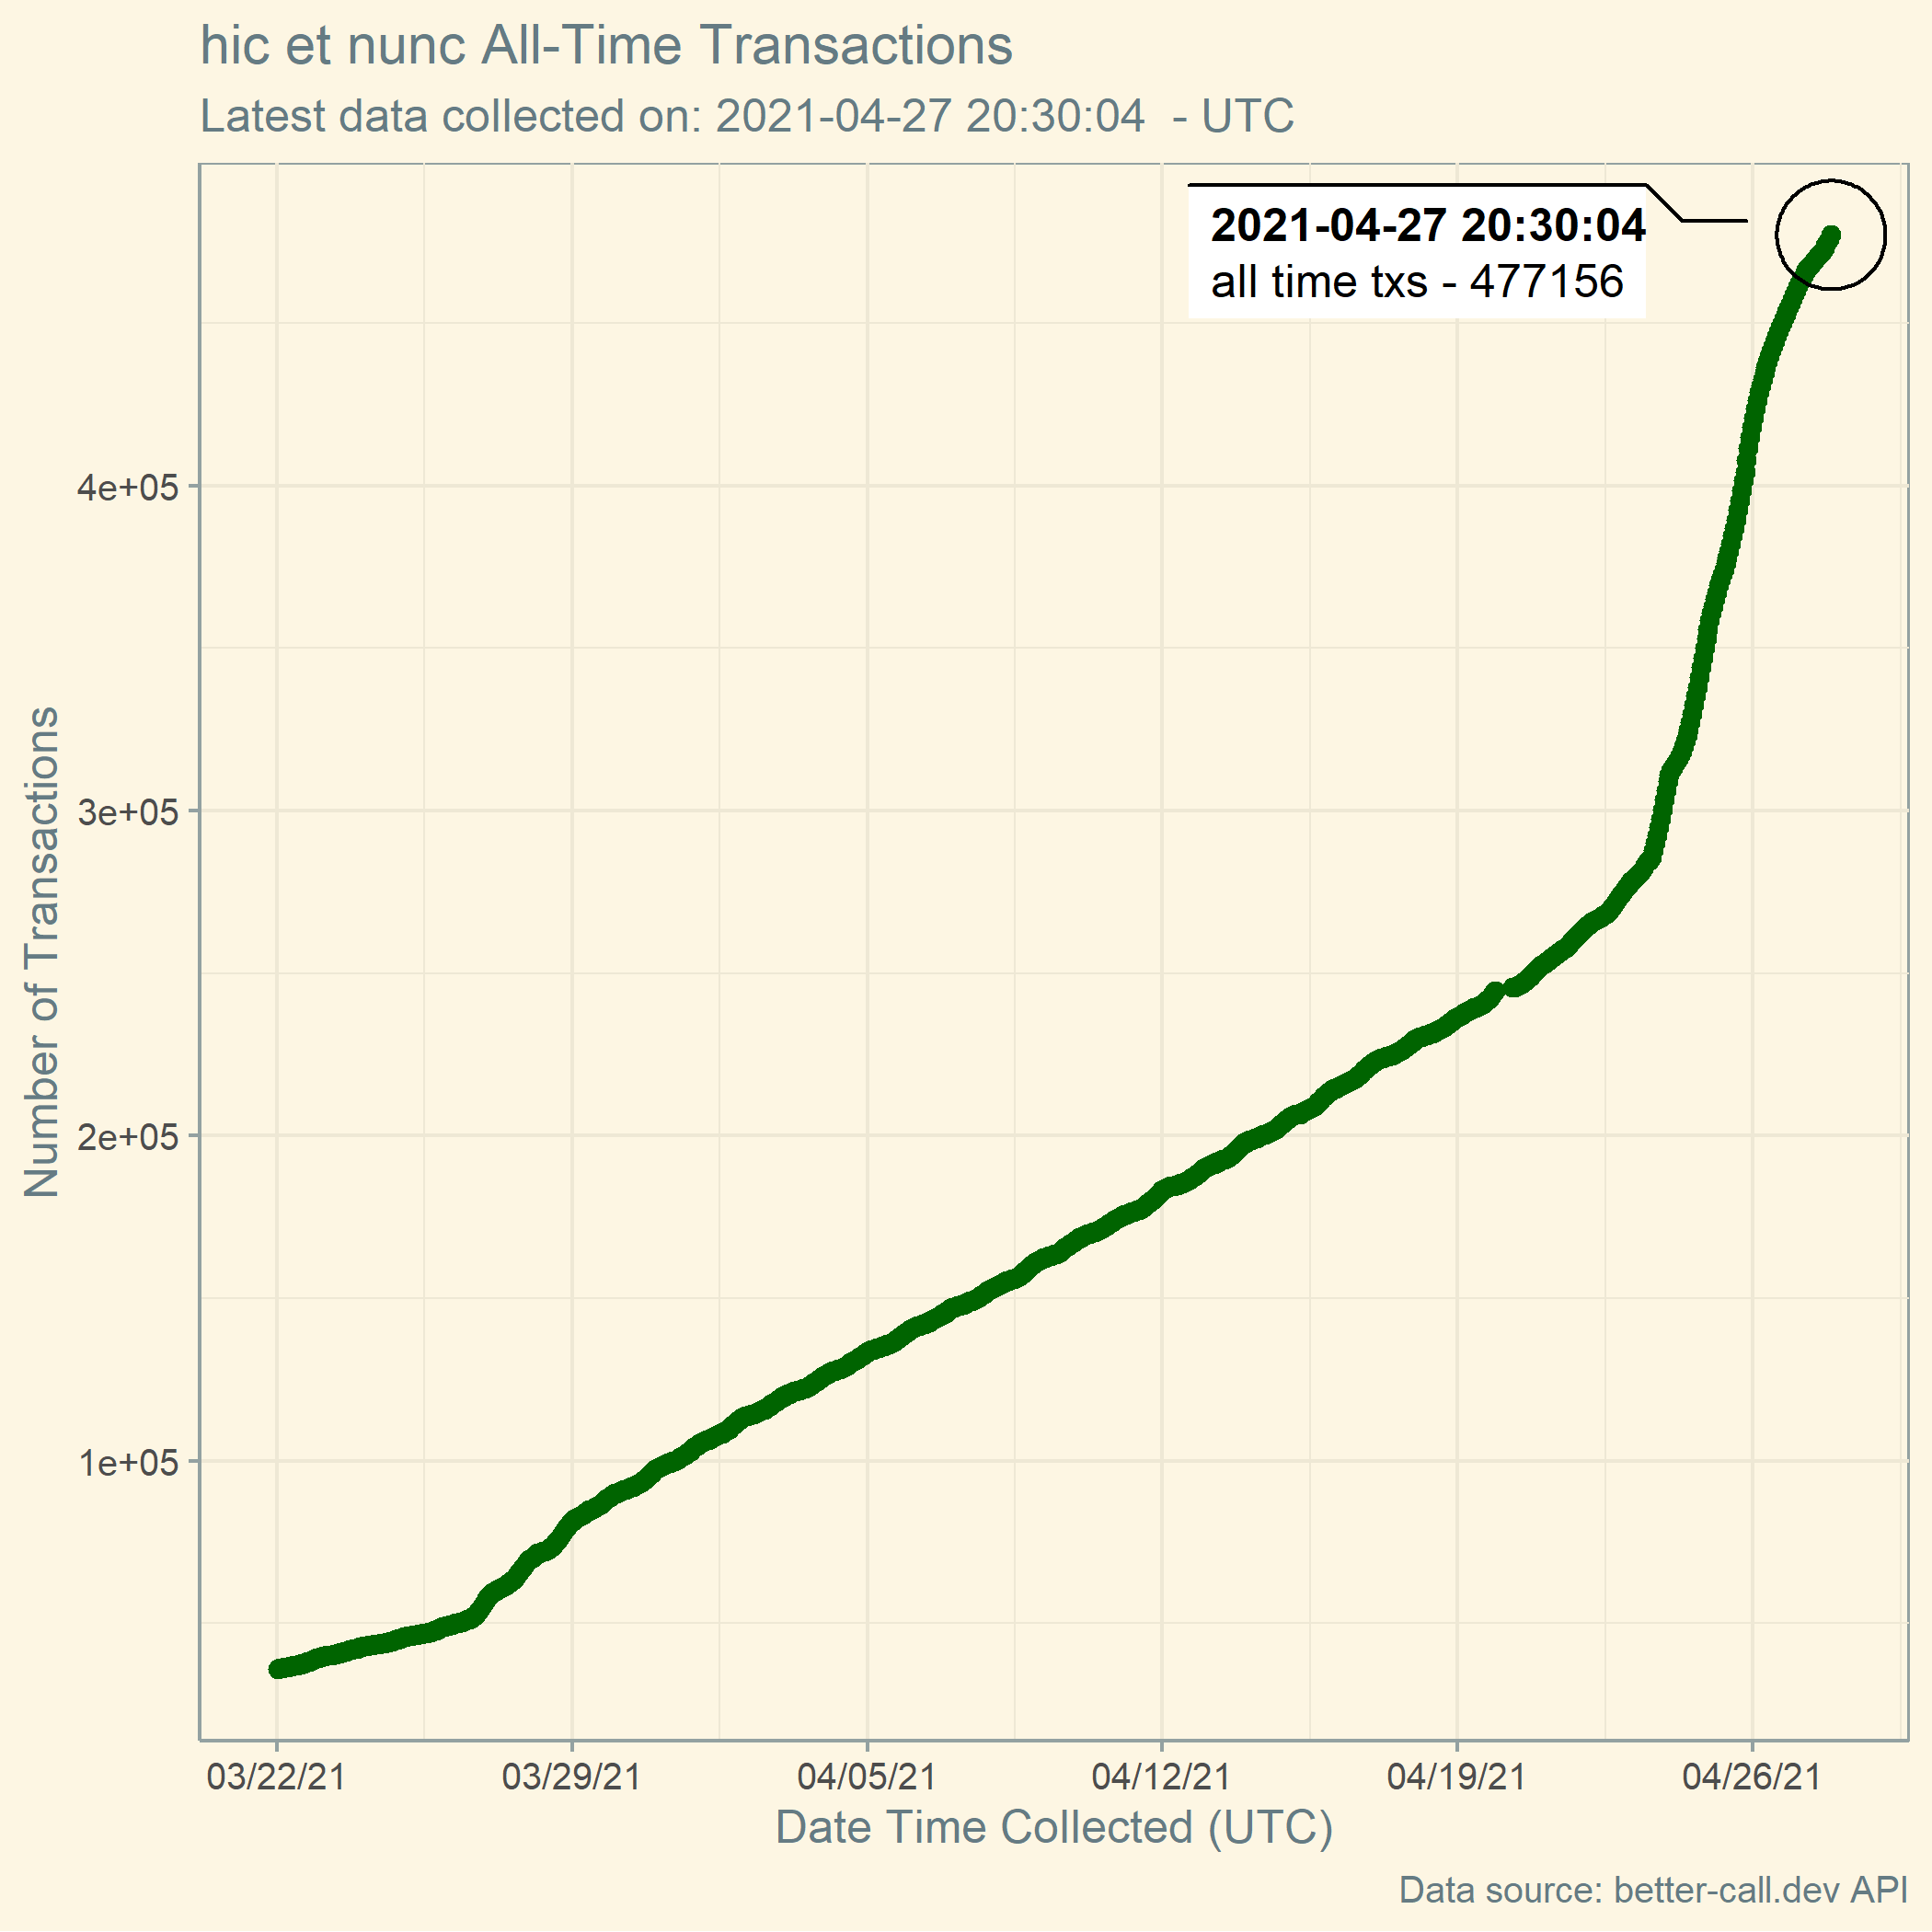 hic et nunc All-Time Transactions
Latest data collected on: 2021-04-27 20:30:04  - UTC
2021-04-27 20:30:04
all time txs - 477156
Number of Transactions
4e+05
3e+05
2e+05
1e+05
03/22/21
03/29/21
04/05/21
04/12/21
04/19/21
04/26/21
Date Time Collected (UTC)
Data source: better-call.dev API